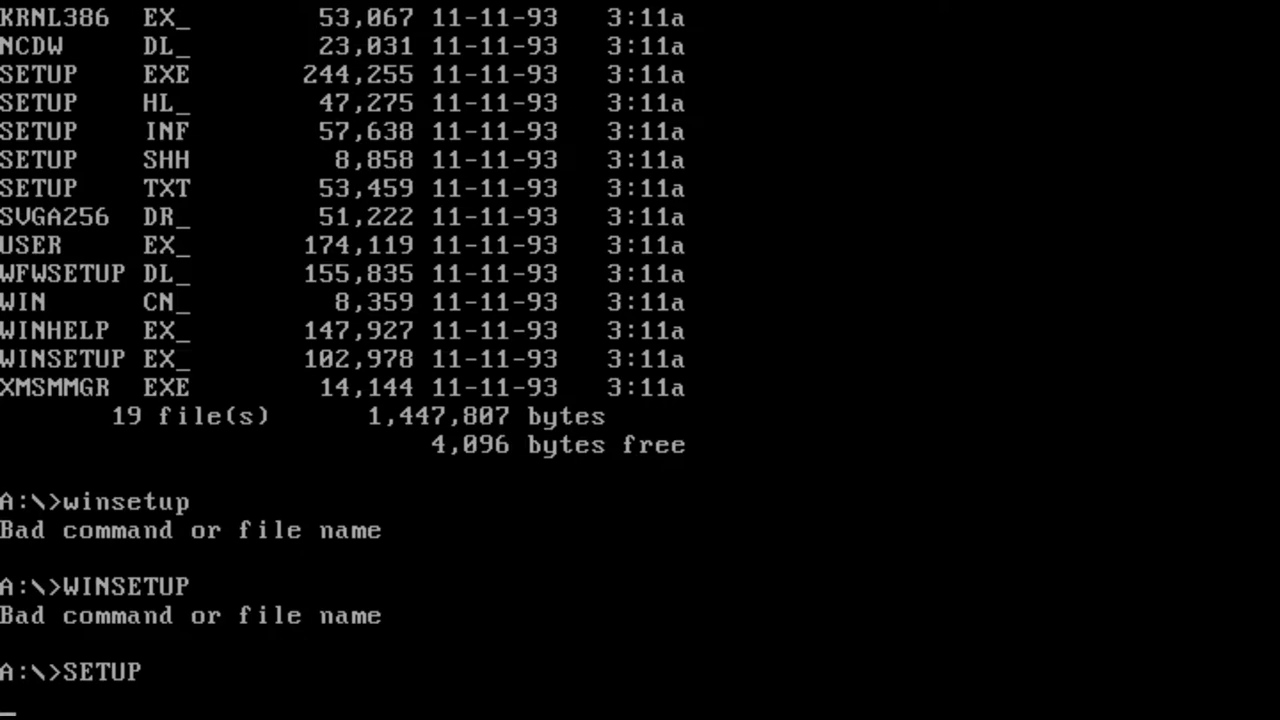 KRNL386  EX_        53,067 11-11-93   3:11a
NCDW     DL_        23,031 11-11-93   3:11a
SETUP    EXE       244,255 11-11-93   3:11a
SETUP    HL_        47,275 11-11-93   3:11a
SETUP    INF        57,638 11-11-93   3:11a
SETUP    SHH         8,858 11-11-93   3:11a
SETUP    TXT        53,459 11-11-93   3:11a
SVGA256  DR_        51,222 11-11-93   3:11a
USER     EX_       174,119 11-11-93   3:11a
WFWSETUP DL_       155,835 11-11-93   3:11a
WIN      CN_         8,359 11-11-93   3:11a
WINHELP  EX_       147,927 11-11-93   3:11a
WINSETUP EX_       102,978 11-11-93   3:11a
XMSMMGR  EXE        14,144 11-11-93   3:11a
       19 file(s)      1,447,807 bytes
                           4,096 bytes free
A:\>winsetup
Bad command or file name
A:\>WINSETUP
Bad command or file name
A:\>SETUP